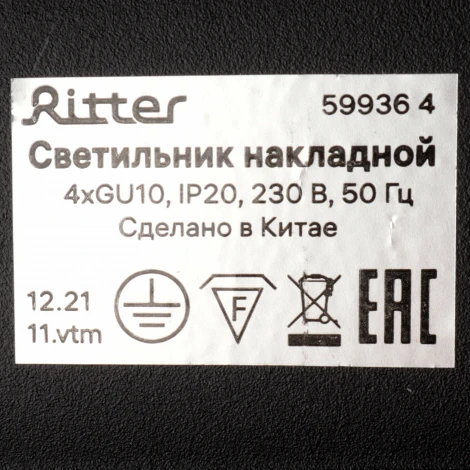 Ritter 59936 4
Светильник накладной
4xGU10, IP20, 230 В, 50 Гц
Сделано в Китае
12.21
11.vtm
F
EAC